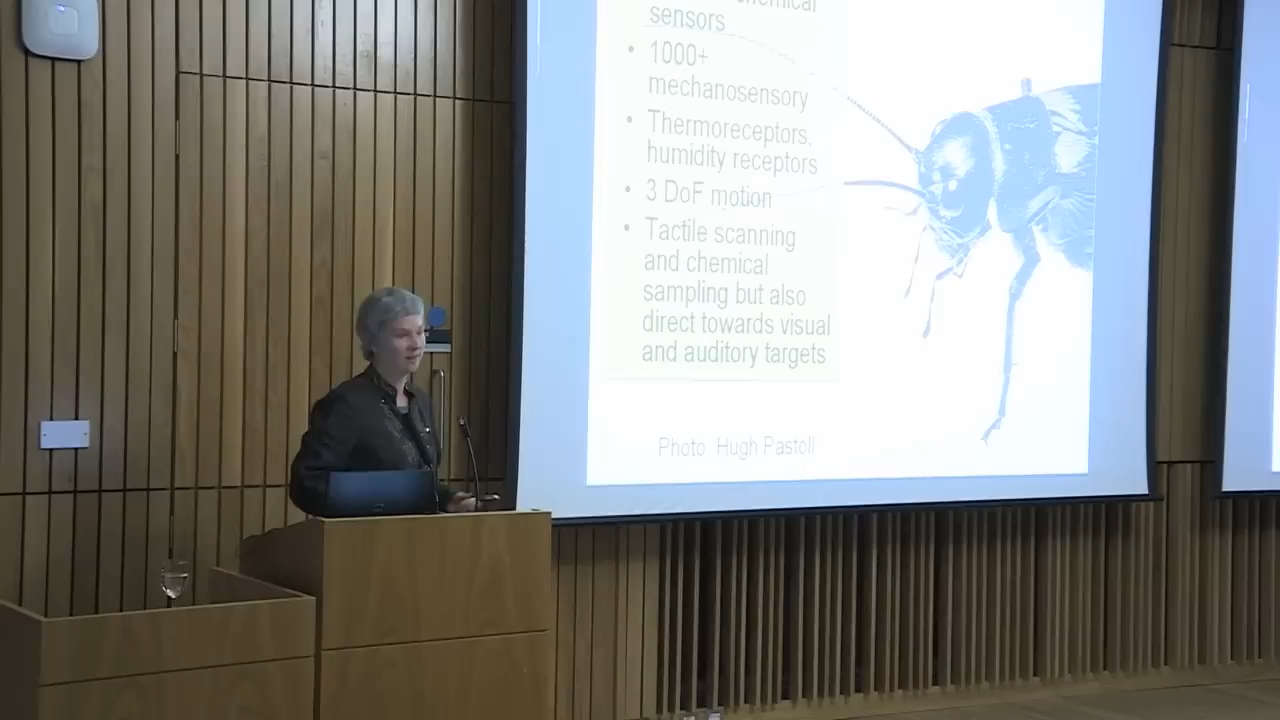 sensors
• 1000+
mechanosensory
• Thermoreceptors,
humidity receptors
• 3 DoF motion
• Tactile scanning
and chemical
sampling but also
direct towards visual
and auditory targets
Photo Hugh Pastoll